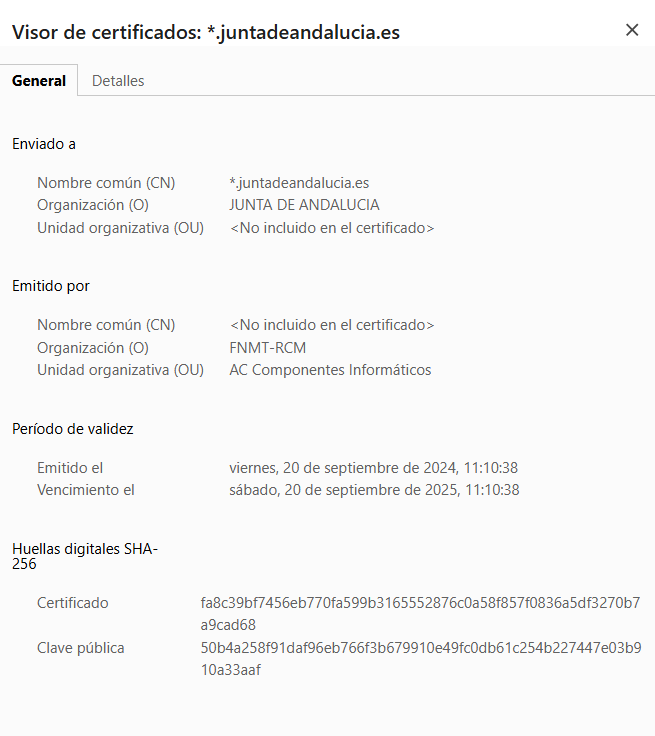 Visor de certificados: *.juntadeandalucia.es
General Detalles
Enviado a
Nombre común (CN) *.juntadeandalucia.es
Organización (O) JUNTA DE ANDALUCIA
Unidad organizativa (OU) <No incluido en el certificado>
Emitido por
Nombre común (CN) <No incluido en el certificado>
Organización (O) FNMT-RCM
Unidad organizativa (OU) AC Componentes Informáticos
Período de validez
Emitido el viernes, 20 de septiembre de 2024, 11:10:38
Vencimiento el sábado, 20 de septiembre de 2025, 11:10:38
Huellas digitales SHA-
256
Certificado fa8c39bf7456eb770fa599b3165552876c0a58f857f0836a5df3270b7
a9cad68
Clave pública 50b4a258f91daf96eb766f3b679910e49fc0db61c254b227447e03b9
10a33aaf